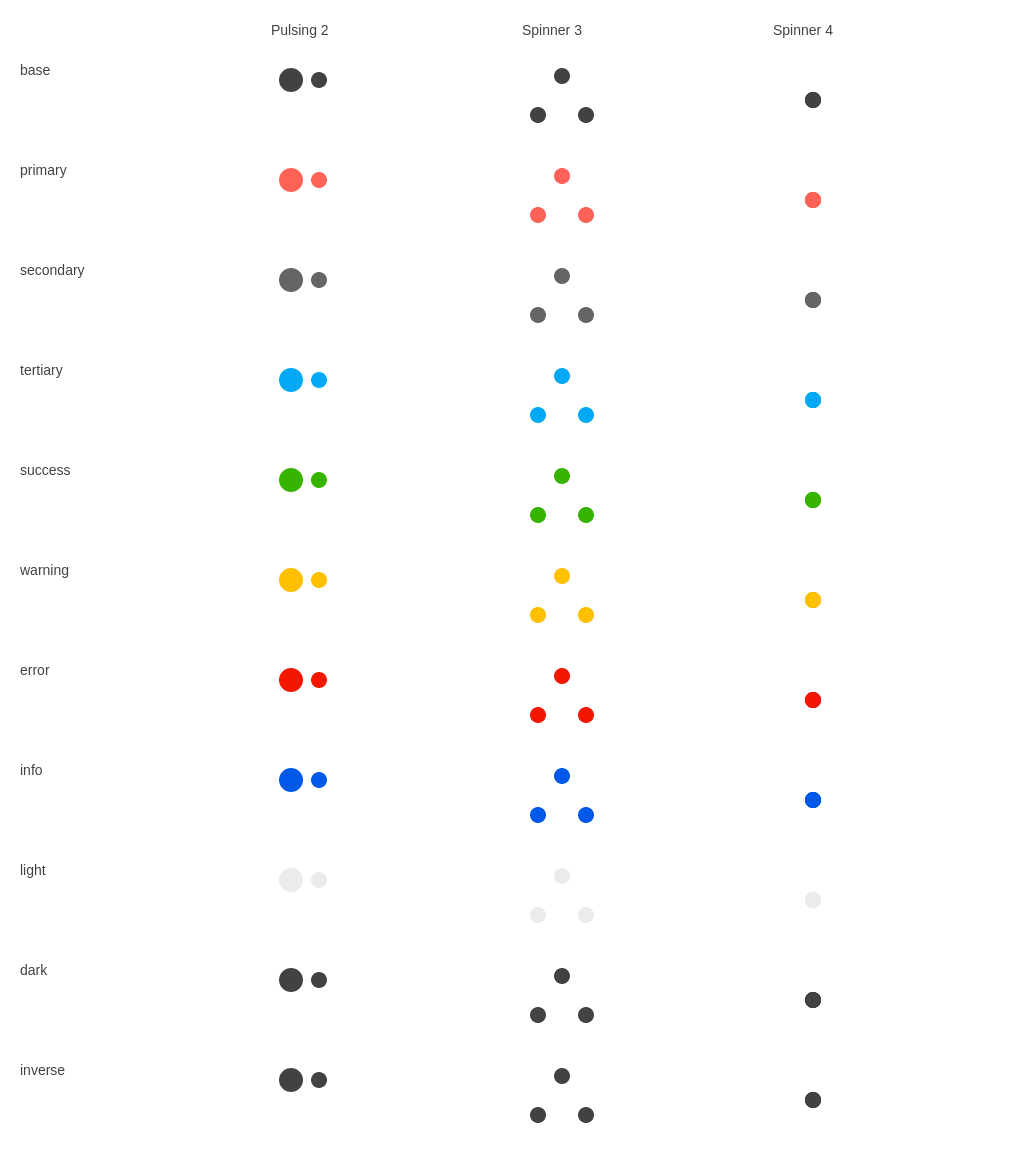 Pulsing 2 Spinner 3 Spinner 4
base
primary
secondary
tertiary
success
warning
error
info
light
dark
inverse